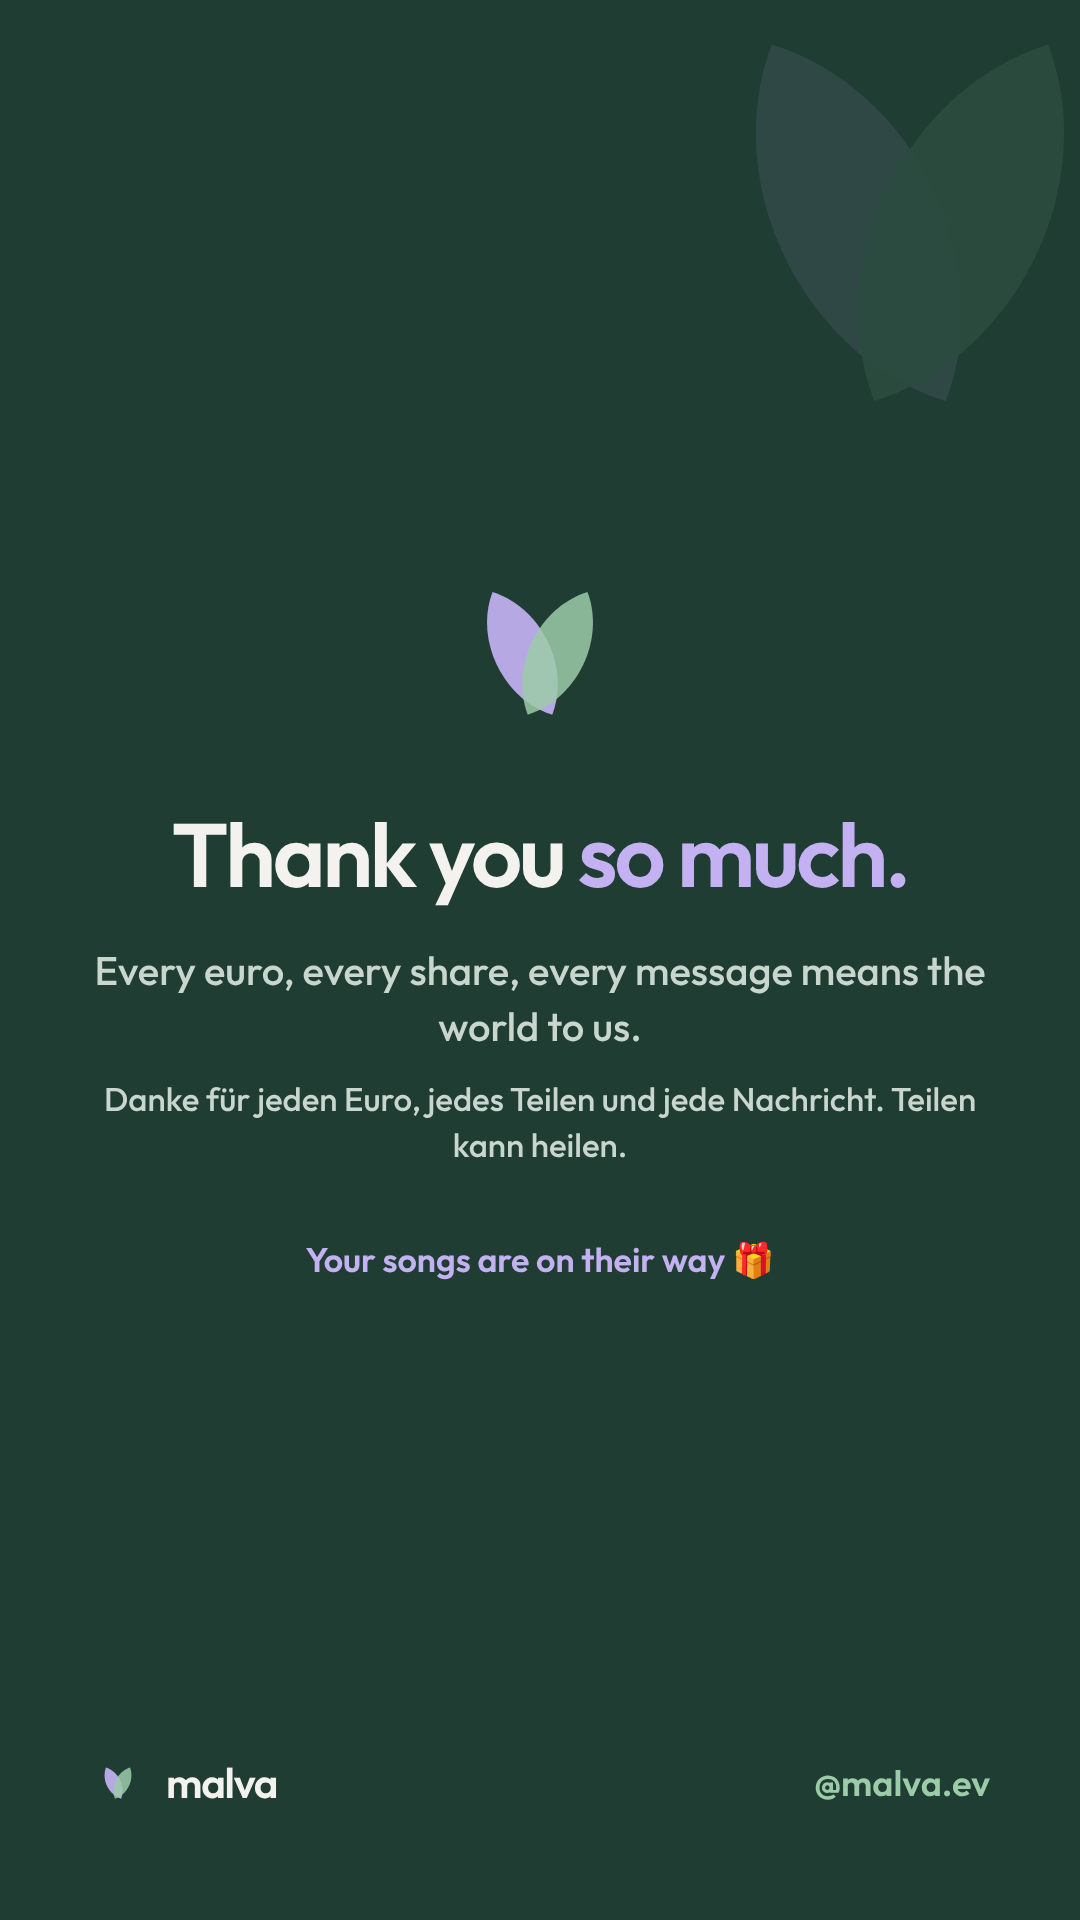 Thank you so much.
Every euro, every share, every message means the
world to us.
Danke für jeden Euro, jedes Teilen und jede Nachricht. Teilen
kann heilen.
Your songs are on their way 🎁
malva
@malva.ev